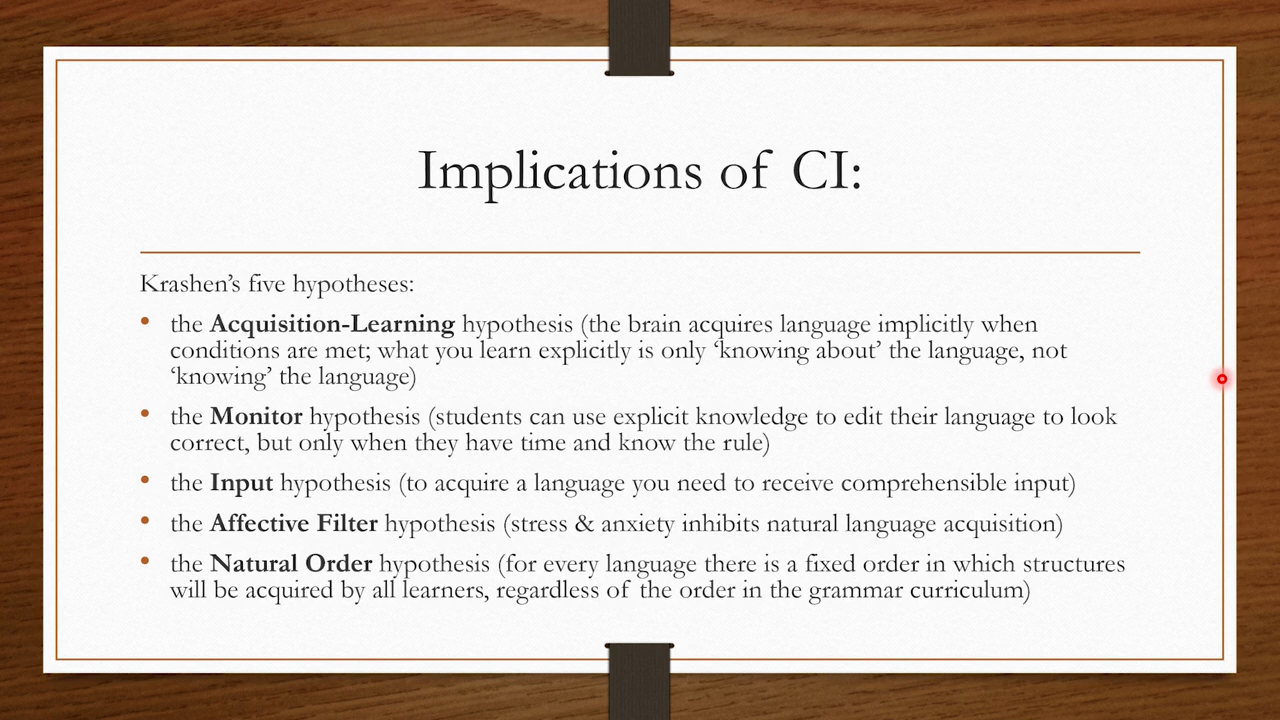 Implications of CI:
Krashen’s five hypotheses:
• the Acquisition-Learning hypothesis (the brain acquires language implicitly when
conditions are met; what you learn explicitly is only ‘knowing about’ the language, not
‘knowing’ the language)
• the Monitor hypothesis (students can use explicit knowledge to edit their language to look
correct, but only when they have time and know the rule)
• the Input hypothesis (to acquire a language you need to receive comprehensible input)
• the Affective Filter hypothesis (stress & anxiety inhibits natural language acquisition)
• the Natural Order hypothesis (for every language there is a fixed order in which structures
will be acquired by all learners, regardless of the order in the grammar curriculum)